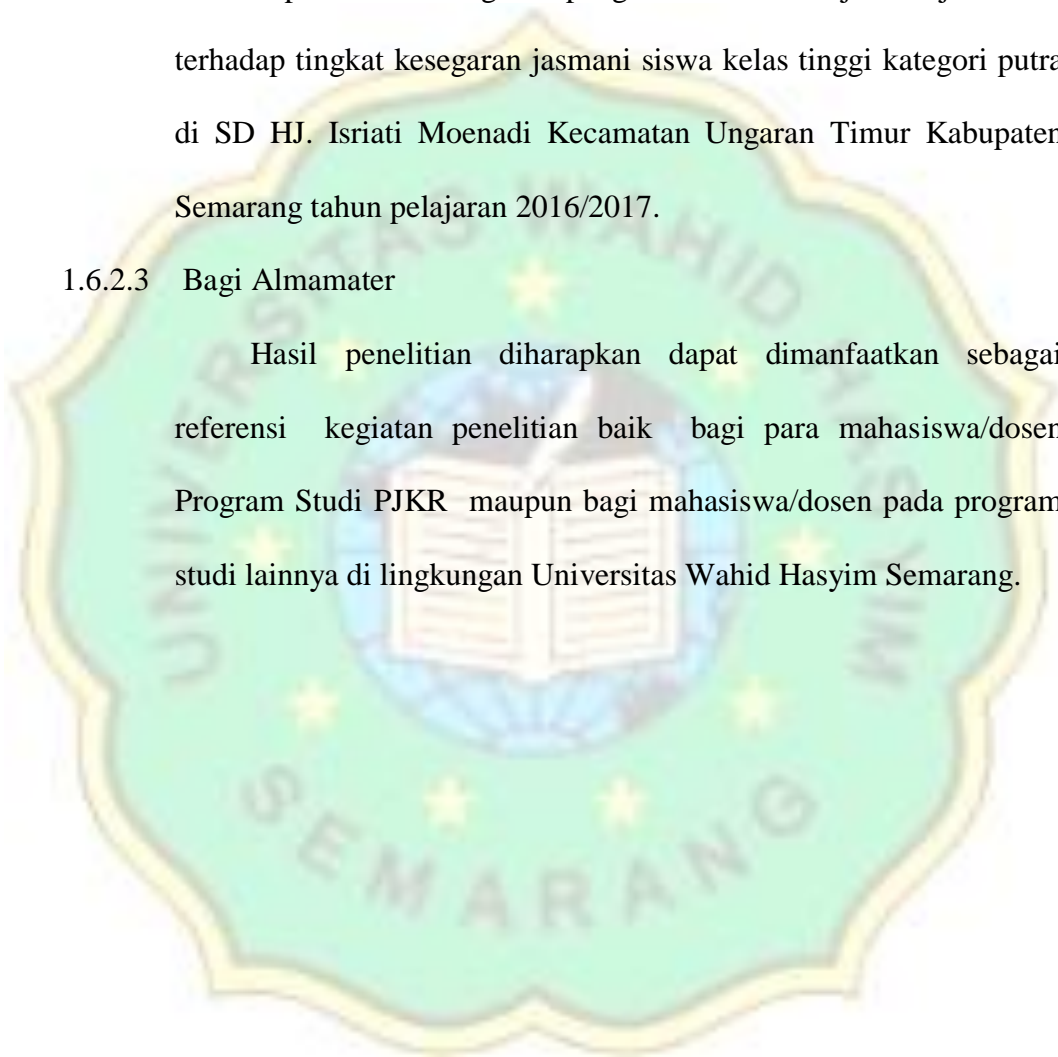 terhadap tingkat kesegaran jasmani siswa kelas tinggi kategori putra
di SD HJ. Isriati Moenadi Kecamatan Ungaran Timur Kabupaten
Semarang tahun pelajaran 2016/2017.
1.6.2.3 Bagi Almamater
Hasil penelitian diharapkan dapat dimanfaatkan sebagai
referensi kegiatan penelitian baik bagi para mahasiswa/dosen
Program Studi PJKR maupun bagi mahasiswa/dosen pada program
studi lainnya di lingkungan Universitas Wahid Hasyim Semarang.
UNIVERSITAS WAHID HASYIM
SEMARANG